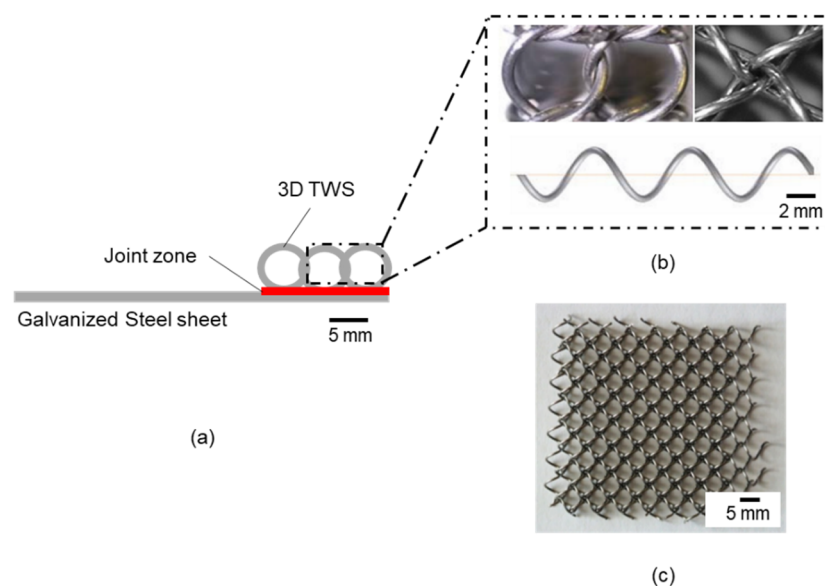 3D TWS
Joint zone
Galvanized Steel sheet
5 mm
(a)
2 mm
(b)
5 mm
(c)